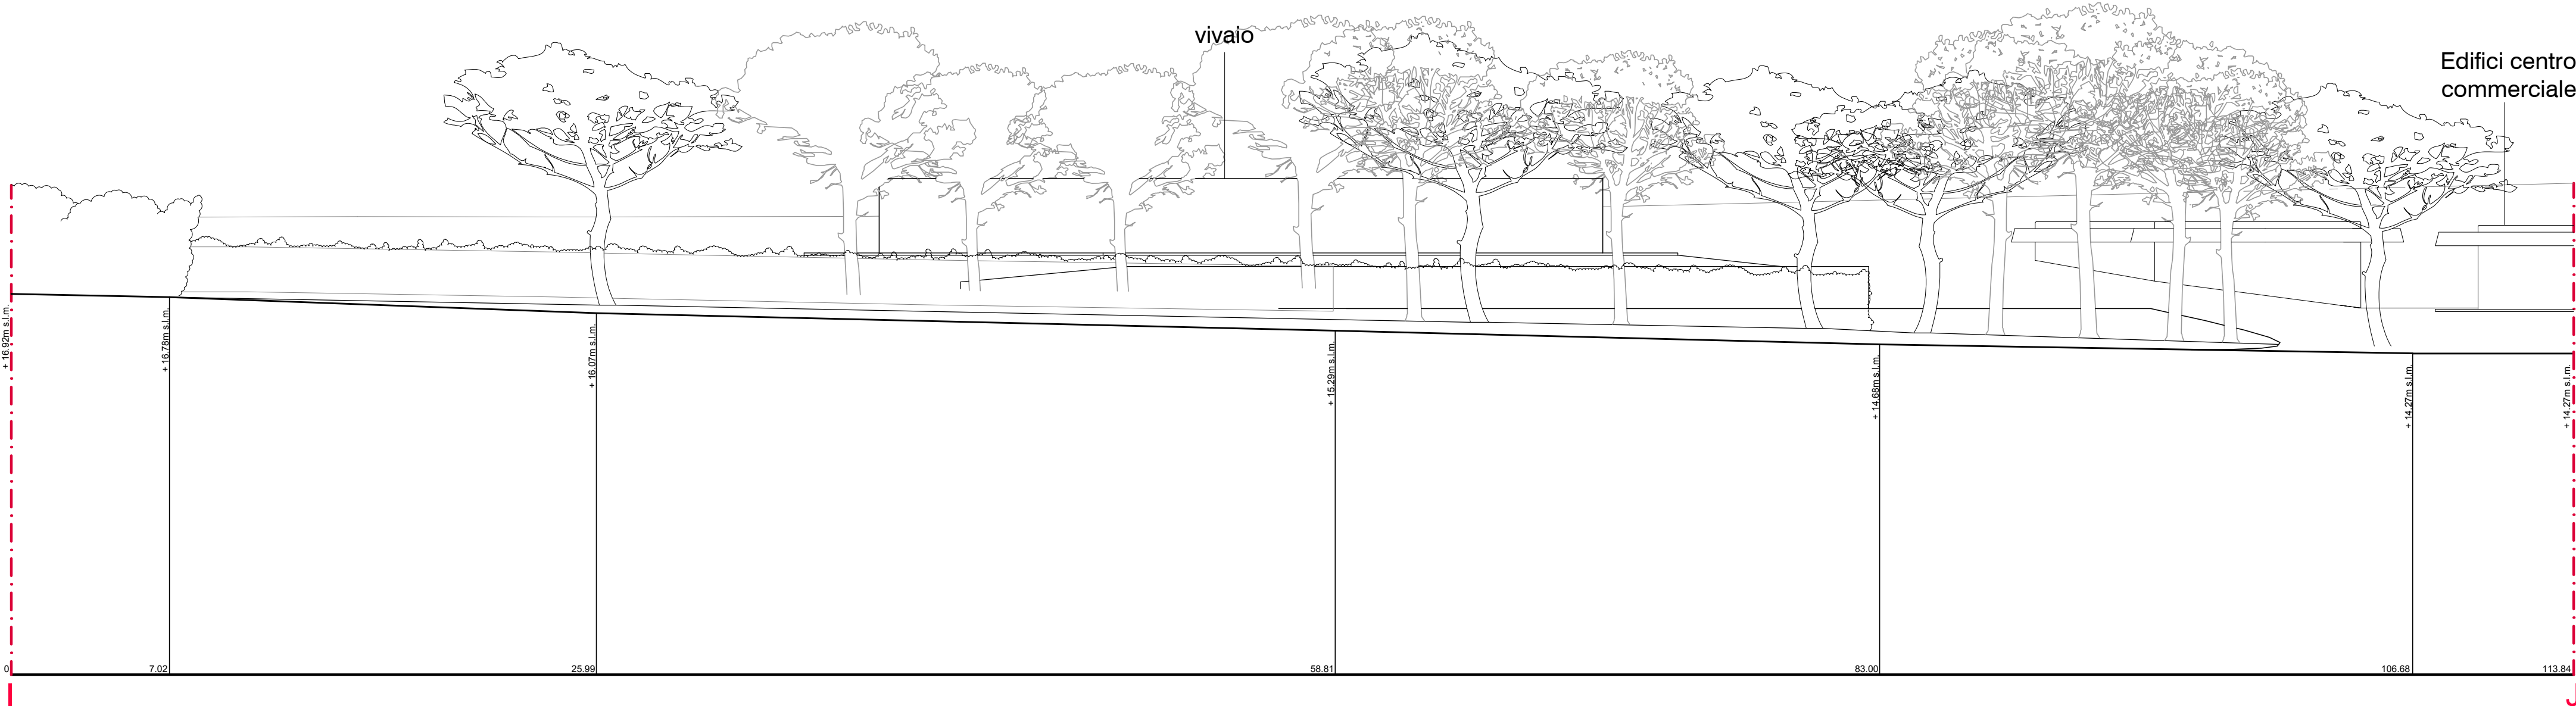 vivaio
Edifici centro
commerciale
+ 16.92m s.l.m.
+ 16.78m s.l.m.
+ 16.07m s.l.m.
+ 15.29m s.l.m.
+ 14.68m s.l.m.
+ 14.27m s.l.m.
+ 14.27m s.l.m.
0
7.02
25.99
58.81
83.00
106.68
113.84
I
J